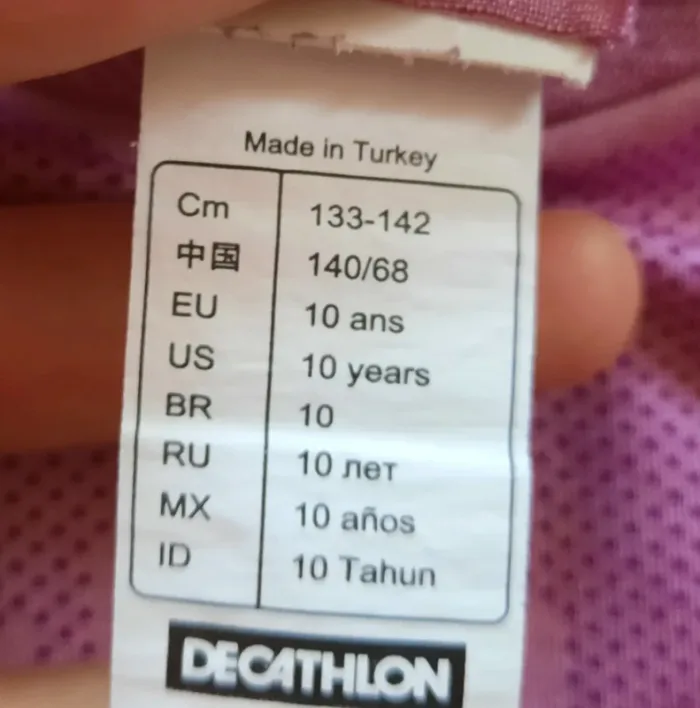 Made in Turkey
Cm 133-142
中国 140/68
EU 10 ans
US 10 years
BR 10
RU 10 лет
MX 10 años
ID 10 Tahun
DECATHLON